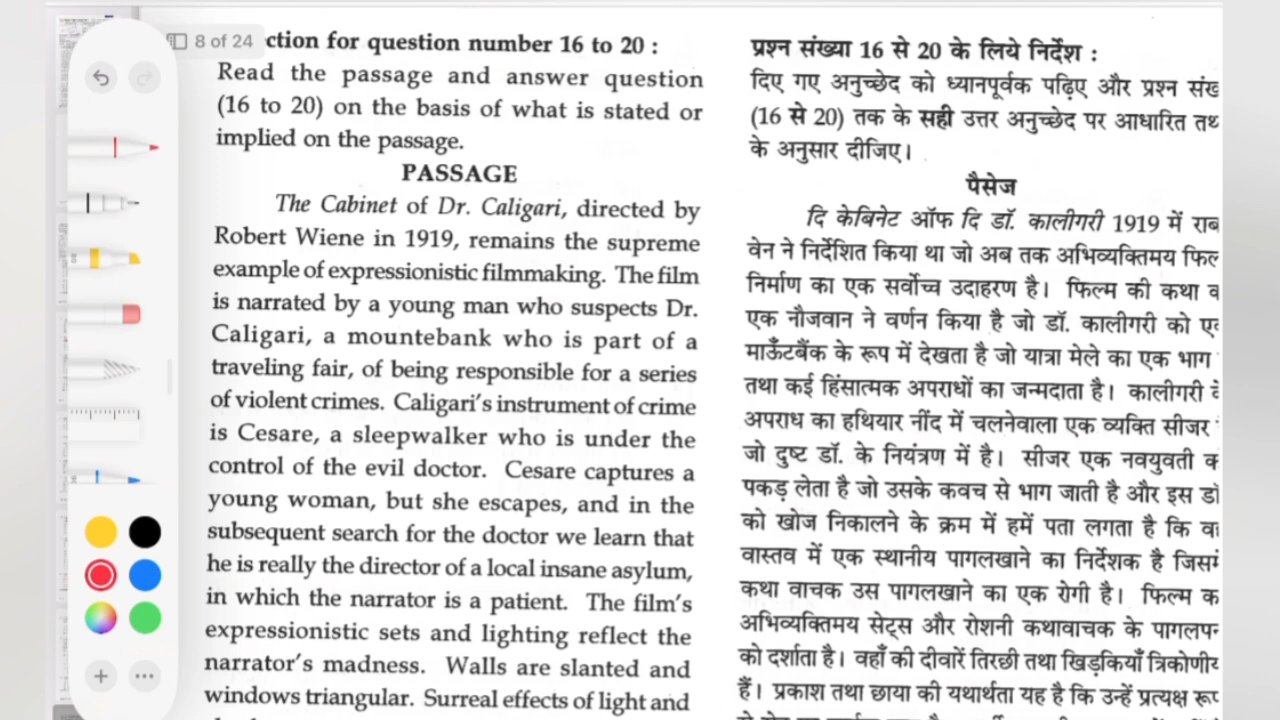 8 of 24
ction for question number 16 to 20 :
Read the passage and answer question
(16 to 20) on the basis of what is stated or
implied on the passage.
PASSAGE
The Cabinet of Dr. Caligari, directed by
Robert Wiene in 1919, remains the supreme
example of expressionistic filmmaking. The film
is narrated by a young man who suspects Dr.
Caligari, a mountebank who is part of a
traveling fair, of being responsible for a series
of violent crimes. Caligari's instrument of crime
is Cesare, a sleepwalker who is under the
control of the evil doctor. Cesare captures a
young woman, but she escapes, and in the
subsequent search for the doctor we learn that
he is really the director of a local insane asylum,
in which the narrator is a patient. The film's
expressionistic sets and lighting reflect the
narrator's madness. Walls are slanted and
windows triangular. Surreal effects of light and
प्रश्न संख्या 16 से 20 के लिये निर्देश :
दिए गए अनुच्छेद को ध्यानपूर्वक पढ़िए और प्रश्न संख
(16 से 20) तक के सही उत्तर अनुच्छेद पर आधारित तथ
के अनुसार दीजिए।
पैसेज
दि केबिनेट ऑफ दि डॉ. कालीगरी 1919 में राब
वेन ने निर्देशित किया था जो अब तक अभिव्यक्तिमय फिल
निर्माण का एक सर्वोच्च उदाहरण है। फिल्म की कथा व
एक नौजवान ने वर्णन किया है जो डॉ. कालीगरी को ए
माऊँटबैंक के रूप में देखता है जो यात्रा मेले का एक भाग
तथा कई हिंसात्मक अपराधों का जन्मदाता है। कालीगरी
अपराध का हथियार नींद में चलनेवाला एक व्यक्ति सीजर
जो दुष्ट डॉ. के नियंत्रण में है। सीजर एक नवयुवती क
पकड़ लेता है जो उसके कवच से भाग जाती है और इस डॉ
को खोज निकालने के क्रम में हमें पता लगता है कि व
वास्तव में एक स्थानीय पागलखाने का निर्देशक है जिसमें
कथा वाचक उस पागलखाने का एक रोगी है। फिल्म क
अभिव्यक्तिमय सेट्स और रोशनी कथावाचक के पागलप
को दर्शाता है। वहाँ की दीवारें तिरछी तथा खिड़कियाँ त्रिकोणीय
हैं। प्रकाश तथा छाया की यथार्थता यह है कि उन्हें प्रत्यक्ष रूप